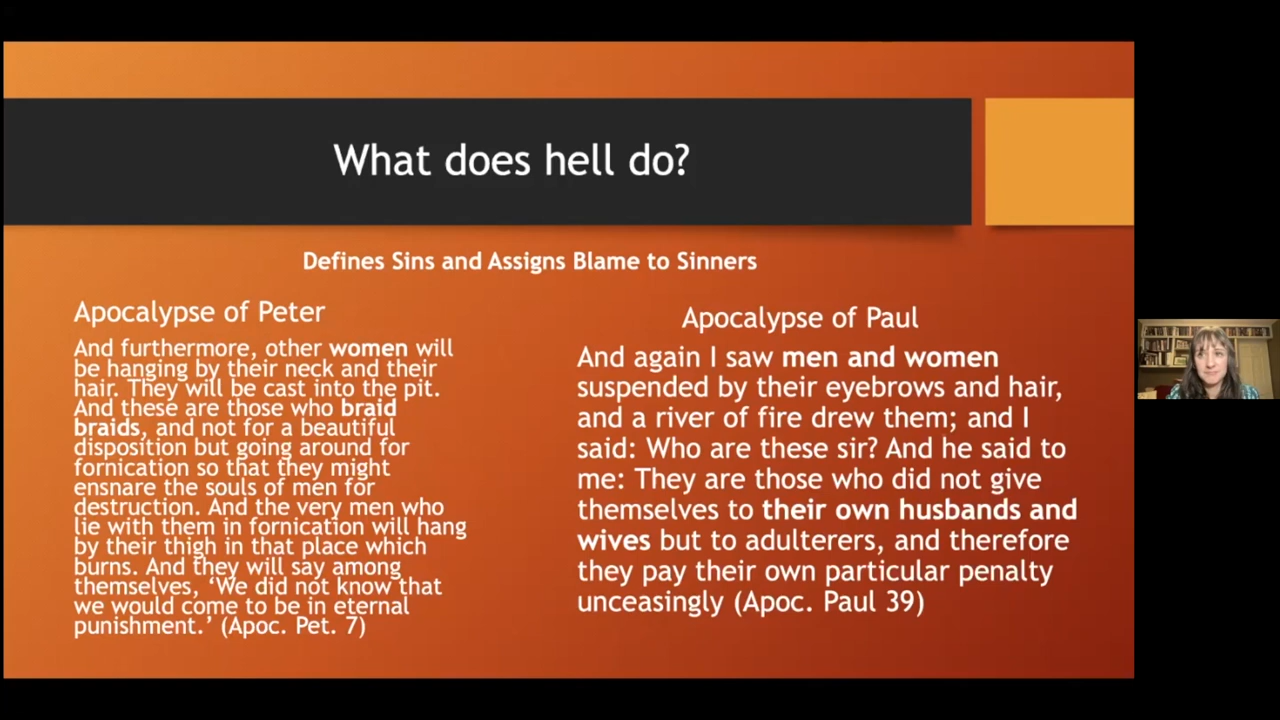 What does hell do?
Defines Sins and Assigns Blame to Sinners
Apocalypse of Peter
And furthermore, other women will
be hanging by their neck and their
hair. They will be cast into the pit.
And these are those who braid
braids, and not for a beautiful
disposition but going around for
fornication so that they might
ensnare the souls of men for
destruction. And the very men who
lie with them in fornication will hang
by their thigh in that place which
burns. And they will say among
themselves, ‘We did not know that
we would come to be in eternal
punishment.’ (Apoc. Pet. 7)
Apocalypse of Paul
And again I saw men and women
suspended by their eyebrows and hair,
and a river of fire drew them; and I
said: Who are these sir? And he said to
me: They are those who did not give
themselves to their own husbands and
wives but to adulterers, and therefore
they pay their own particular penalty
unceasingly (Apoc. Paul 39)